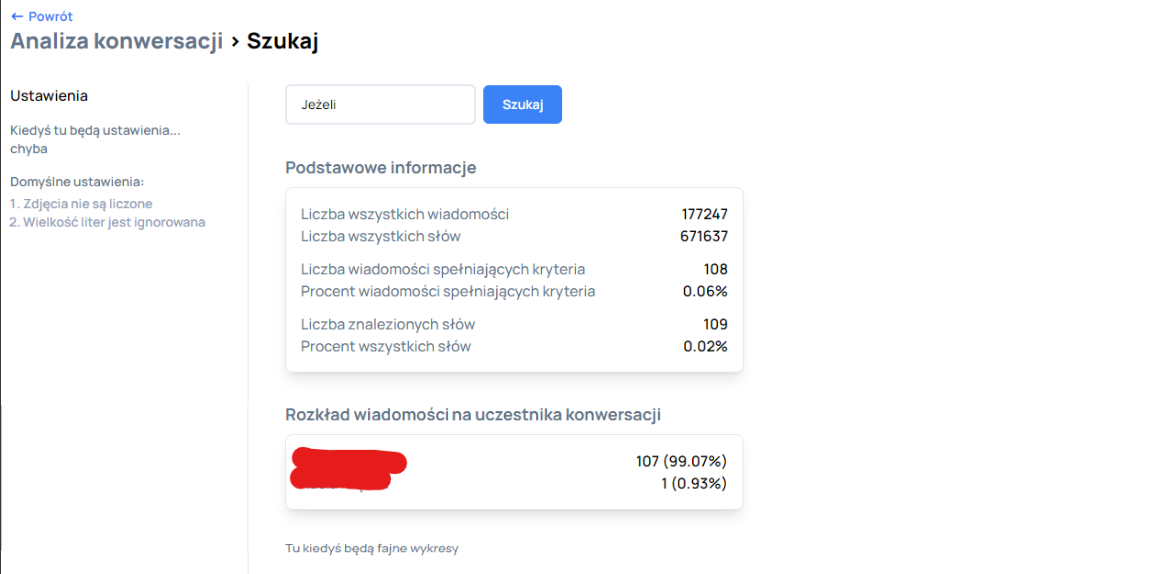 ← Powrót
Analiza konwersacji > Szukaj
Ustawienia
Kiedyś tu będą ustawienia...
chyba
Domyślne ustawienia:
1. Zdjęcia nie są liczone
2. Wielkość liter jest ignorowana
Jeżeli
Szukaj
Podstawowe informacje
Liczba wszystkich wiadomości 177247
Liczba wszystkich słów 671637
Liczba wiadomości spełniających kryteria 108
Procent wiadomości spełniających kryteria 0.06%
Liczba znalezionych słów 109
Procent wszystkich słów 0.02%
Rozkład wiadomości na uczestnika konwersacji
107 (99.07%)
1 (0.93%)
Tu kiedyś będą fajne wykresy